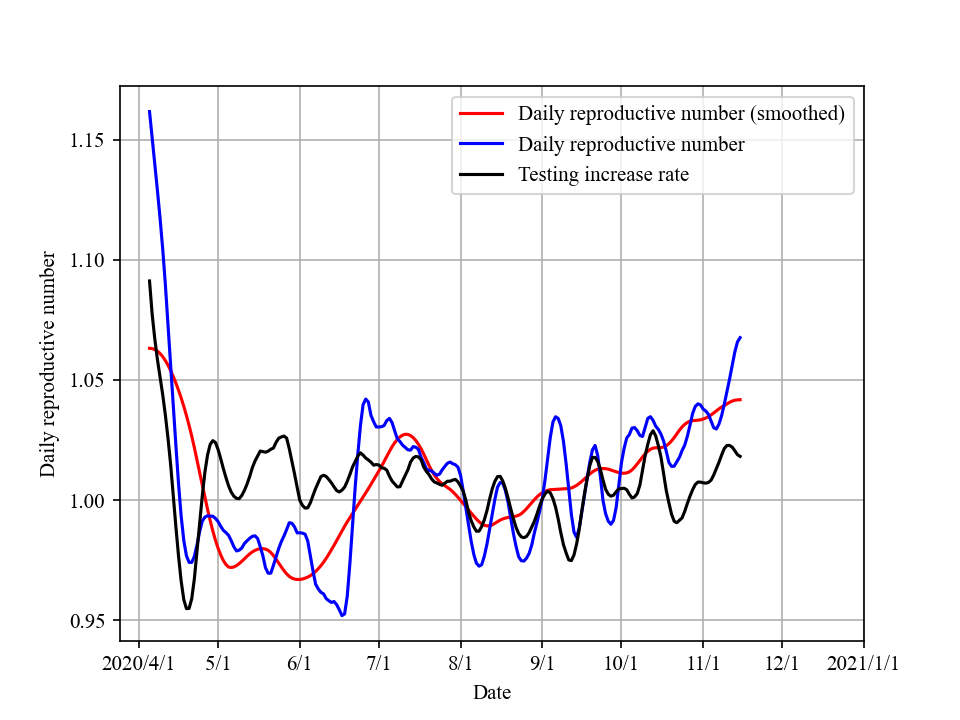 Daily reproductive number (smoothed)
Daily reproductive number
Testing increase rate
Daily reproductive number
1.15
1.10
1.05
1.00
0.95
2020/4/1 5/1 6/1 7/1 8/1 9/1 10/1 11/1 12/1 2021/1/1
Date